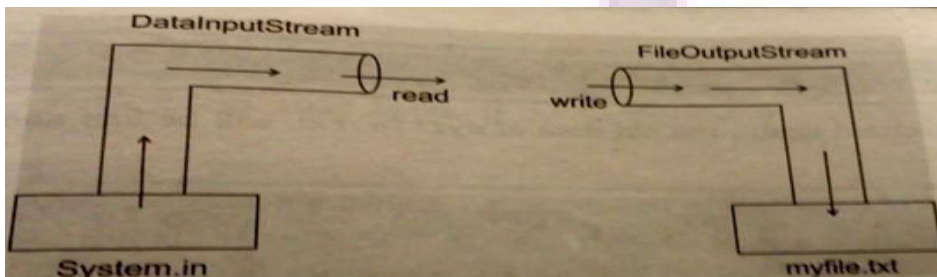 DataInputStream
FileOutputStream
read
write
System.in
myfile.txt